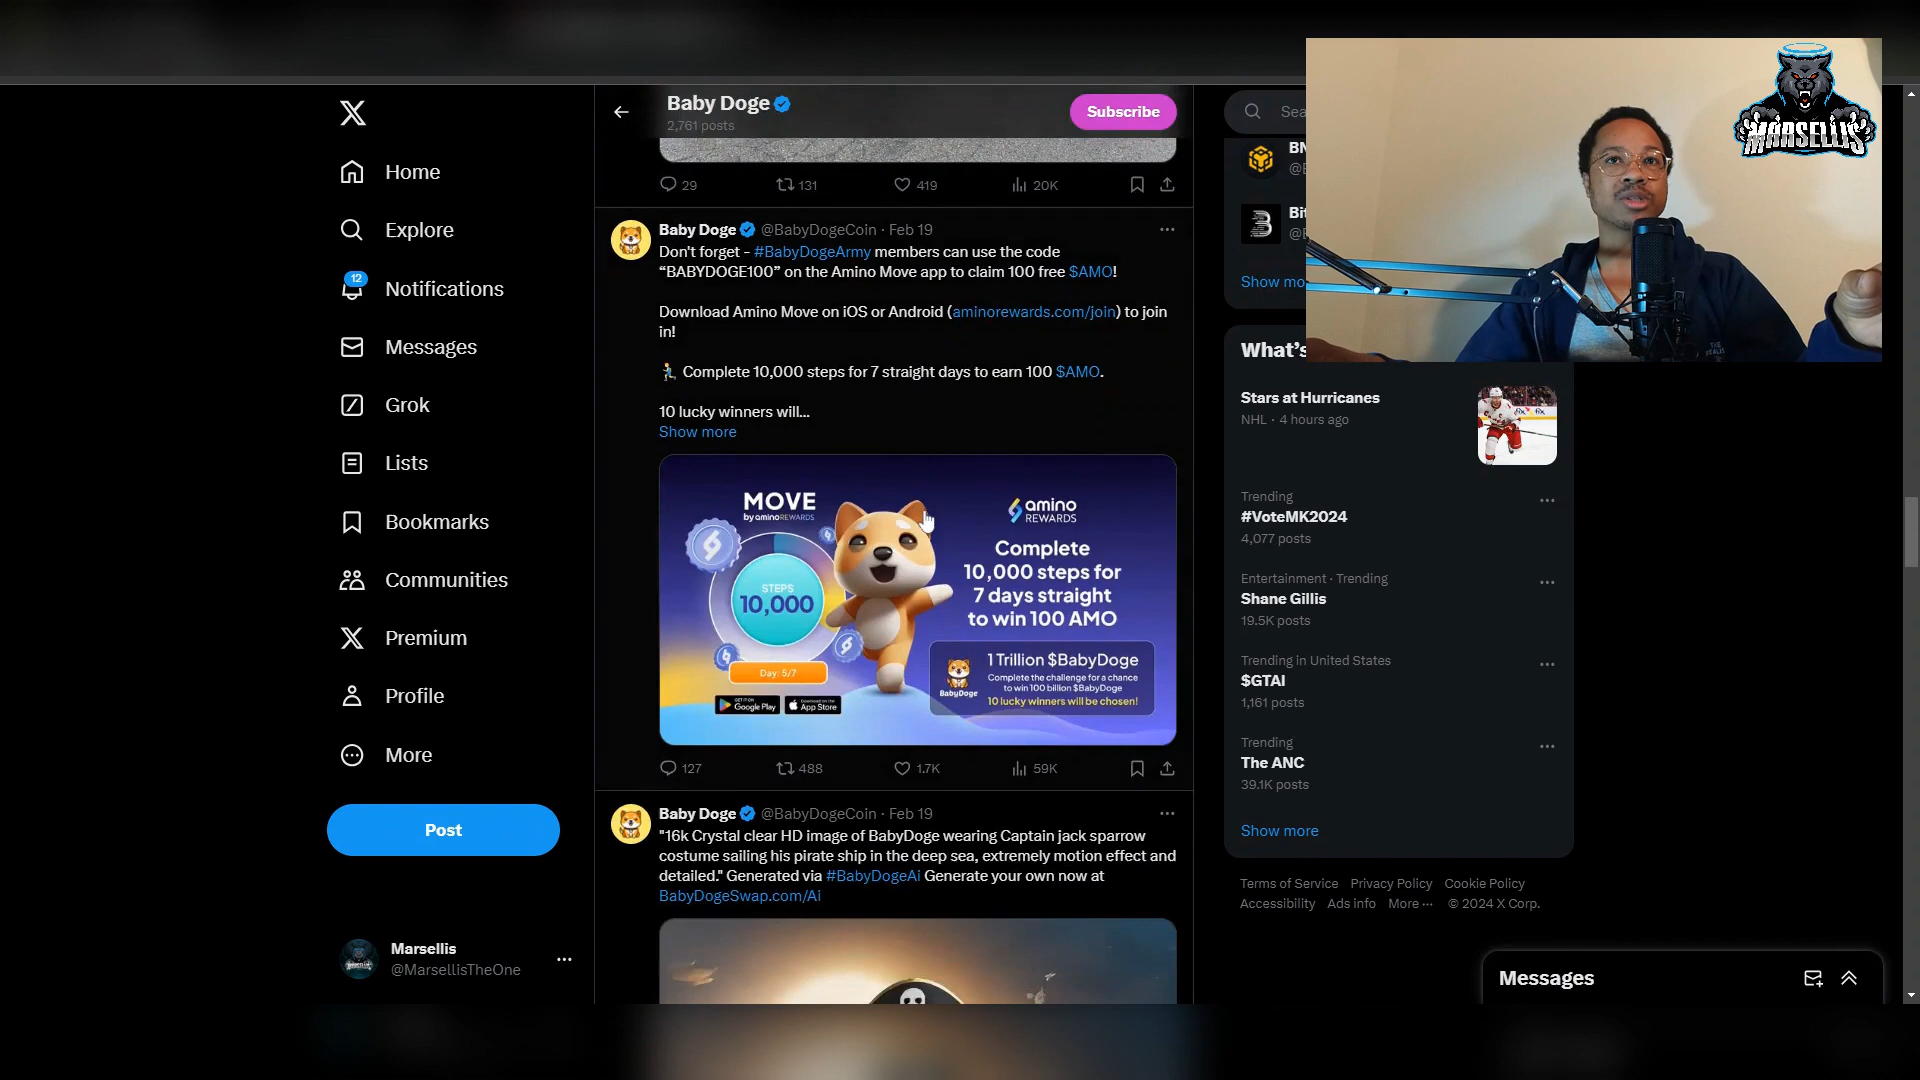 Home
Explore
12
Notifications
Messages
Grok
Lists
Bookmarks
Communities
Premium
Profile
More
Post
Marsellis
@MarsellisTheOne
Baby Doge
2,761 posts
Subscribe
29 131 419 20K
Baby Doge @BabyDogeCoin · Feb 19
Don't forget - #BabyDogeArmy members can use the code
“BABYDOGE100” on the Amino Move app to claim 100 free $AMO!
Download Amino Move on iOS or Android (aminorewards.com/join) to join
in!
Complete 10,000 steps for 7 straight days to earn 100 $AMO.
10 lucky winners will...
Show more
MOVE
by aminoREWARDS
STEPS
10,000
Day: 5/7
GET IT ON
Google Play
Download on the
App Store
amino
REWARDS
Complete
10,000 steps for
7 days straight
to win 100 AMO
BabyDoge
1 Trillion $BabyDoge
Complete the challenge for a chance
to win 100 billion $BabyDoge
10 lucky winners will be chosen!
127 488 1.7K 59K
Baby Doge @BabyDogeCoin · Feb 19
"16k Crystal clear HD image of BabyDoge wearing Captain jack sparrow
costume sailing his pirate ship in the deep sea, extremely motion effect and
detailed." Generated via #BabyDogeAi Generate your own now at
BabyDogeSwap.com/Ai
MARSELLIS
Stars at Hurricanes
NHL · 4 hours ago
Trending
#VoteMK2024
4,077 posts
Entertainment · Trending
Shane Gillis
19.5K posts
Trending in United States
$GTAI
1,161 posts
Trending
The ANC
39.1K posts
Show more
Terms of Service Privacy Policy Cookie Policy
Accessibility Ads info More ··· © 2024 X Corp.
Messages